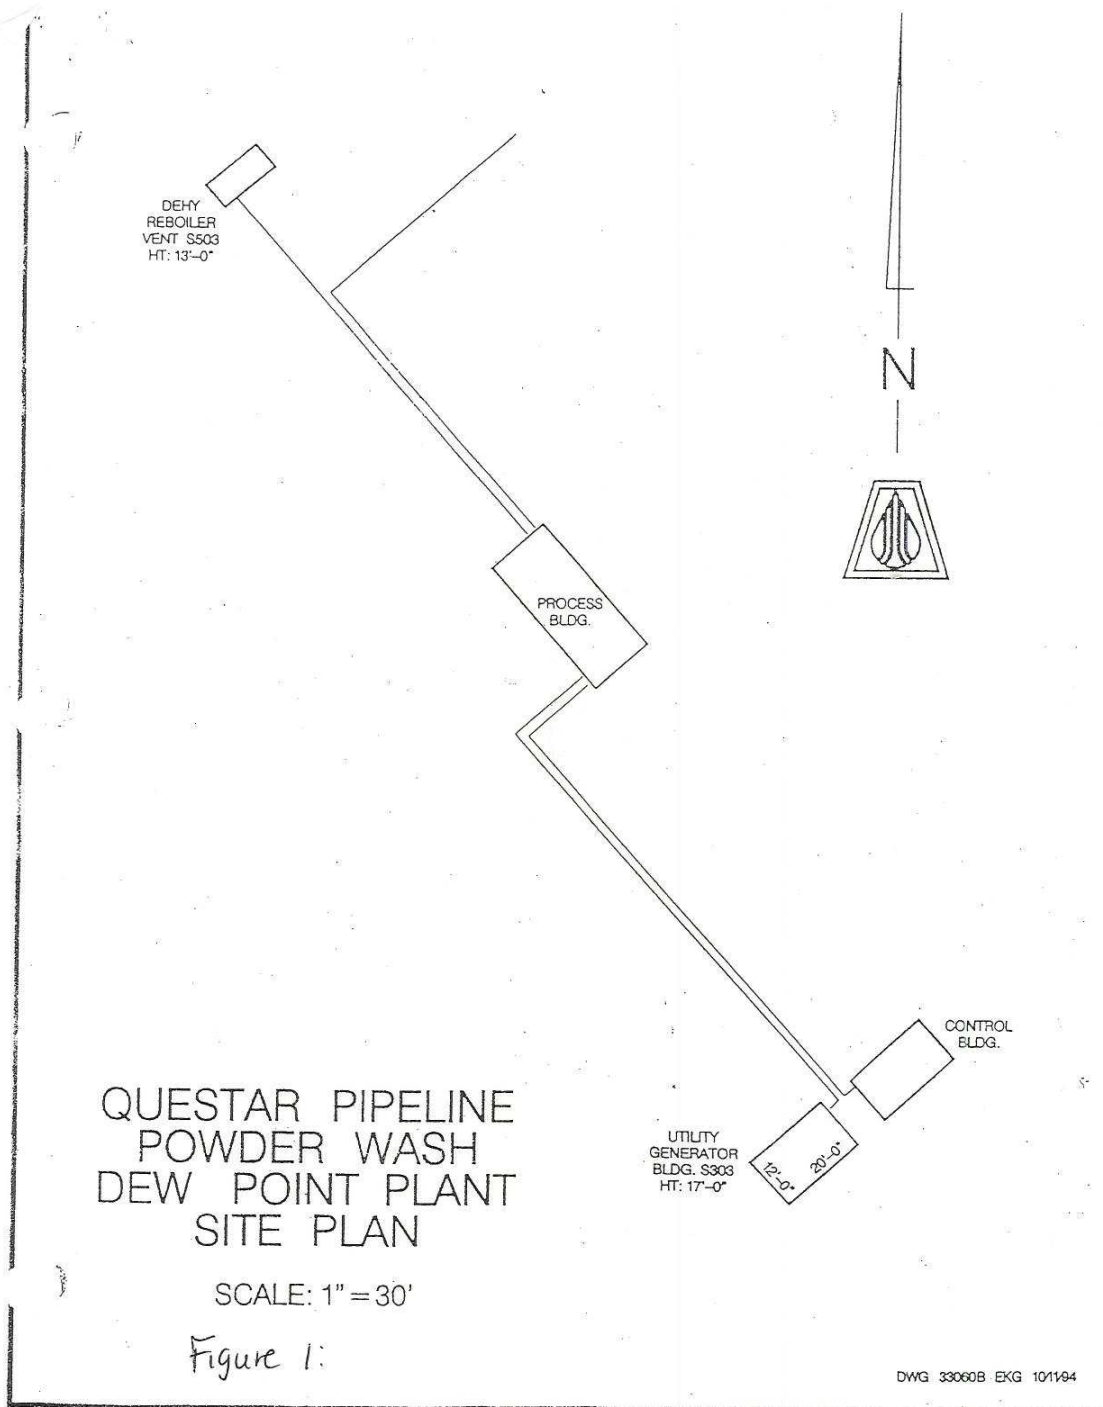 DEHY
REBOILER
VENT S503
HT: 13'-0"
N
PROCESS
BLDG.
CONTROL
BLDG.
UTILITY
GENERATOR
BLDG. S303
HT: 17'-0"
12'-0"
20'-0"
QUESTAR PIPELINE
POWDER WASH
DEW POINT PLANT
SITE PLAN
SCALE: 1" = 30'
Figure 1:
DWG 33060B EKG 10/11/94